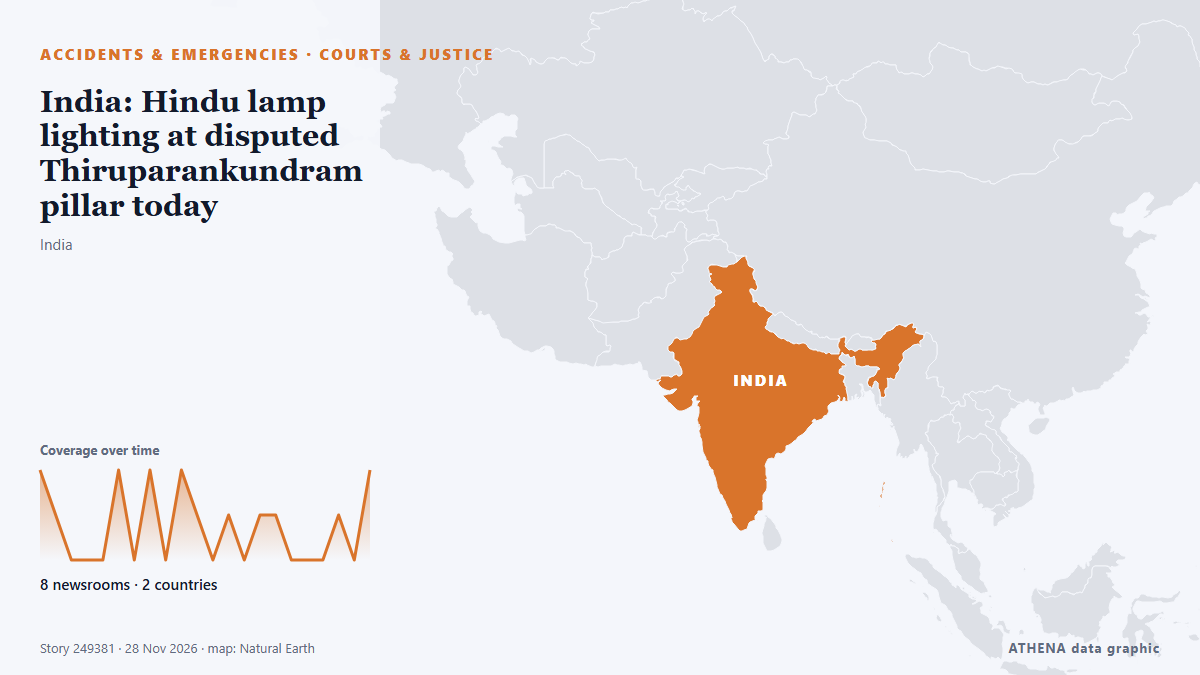 ACCIDENTS & EMERGENCIES · COURTS & JUSTICE
India: Hindu lamp
lighting at disputed
Thiruparankundram
pillar today
India
INDIA
Coverage over time
8 newsrooms · 2 countries
Story 249381 · 28 Nov 2026 · map: Natural Earth
ATHENA data graphic